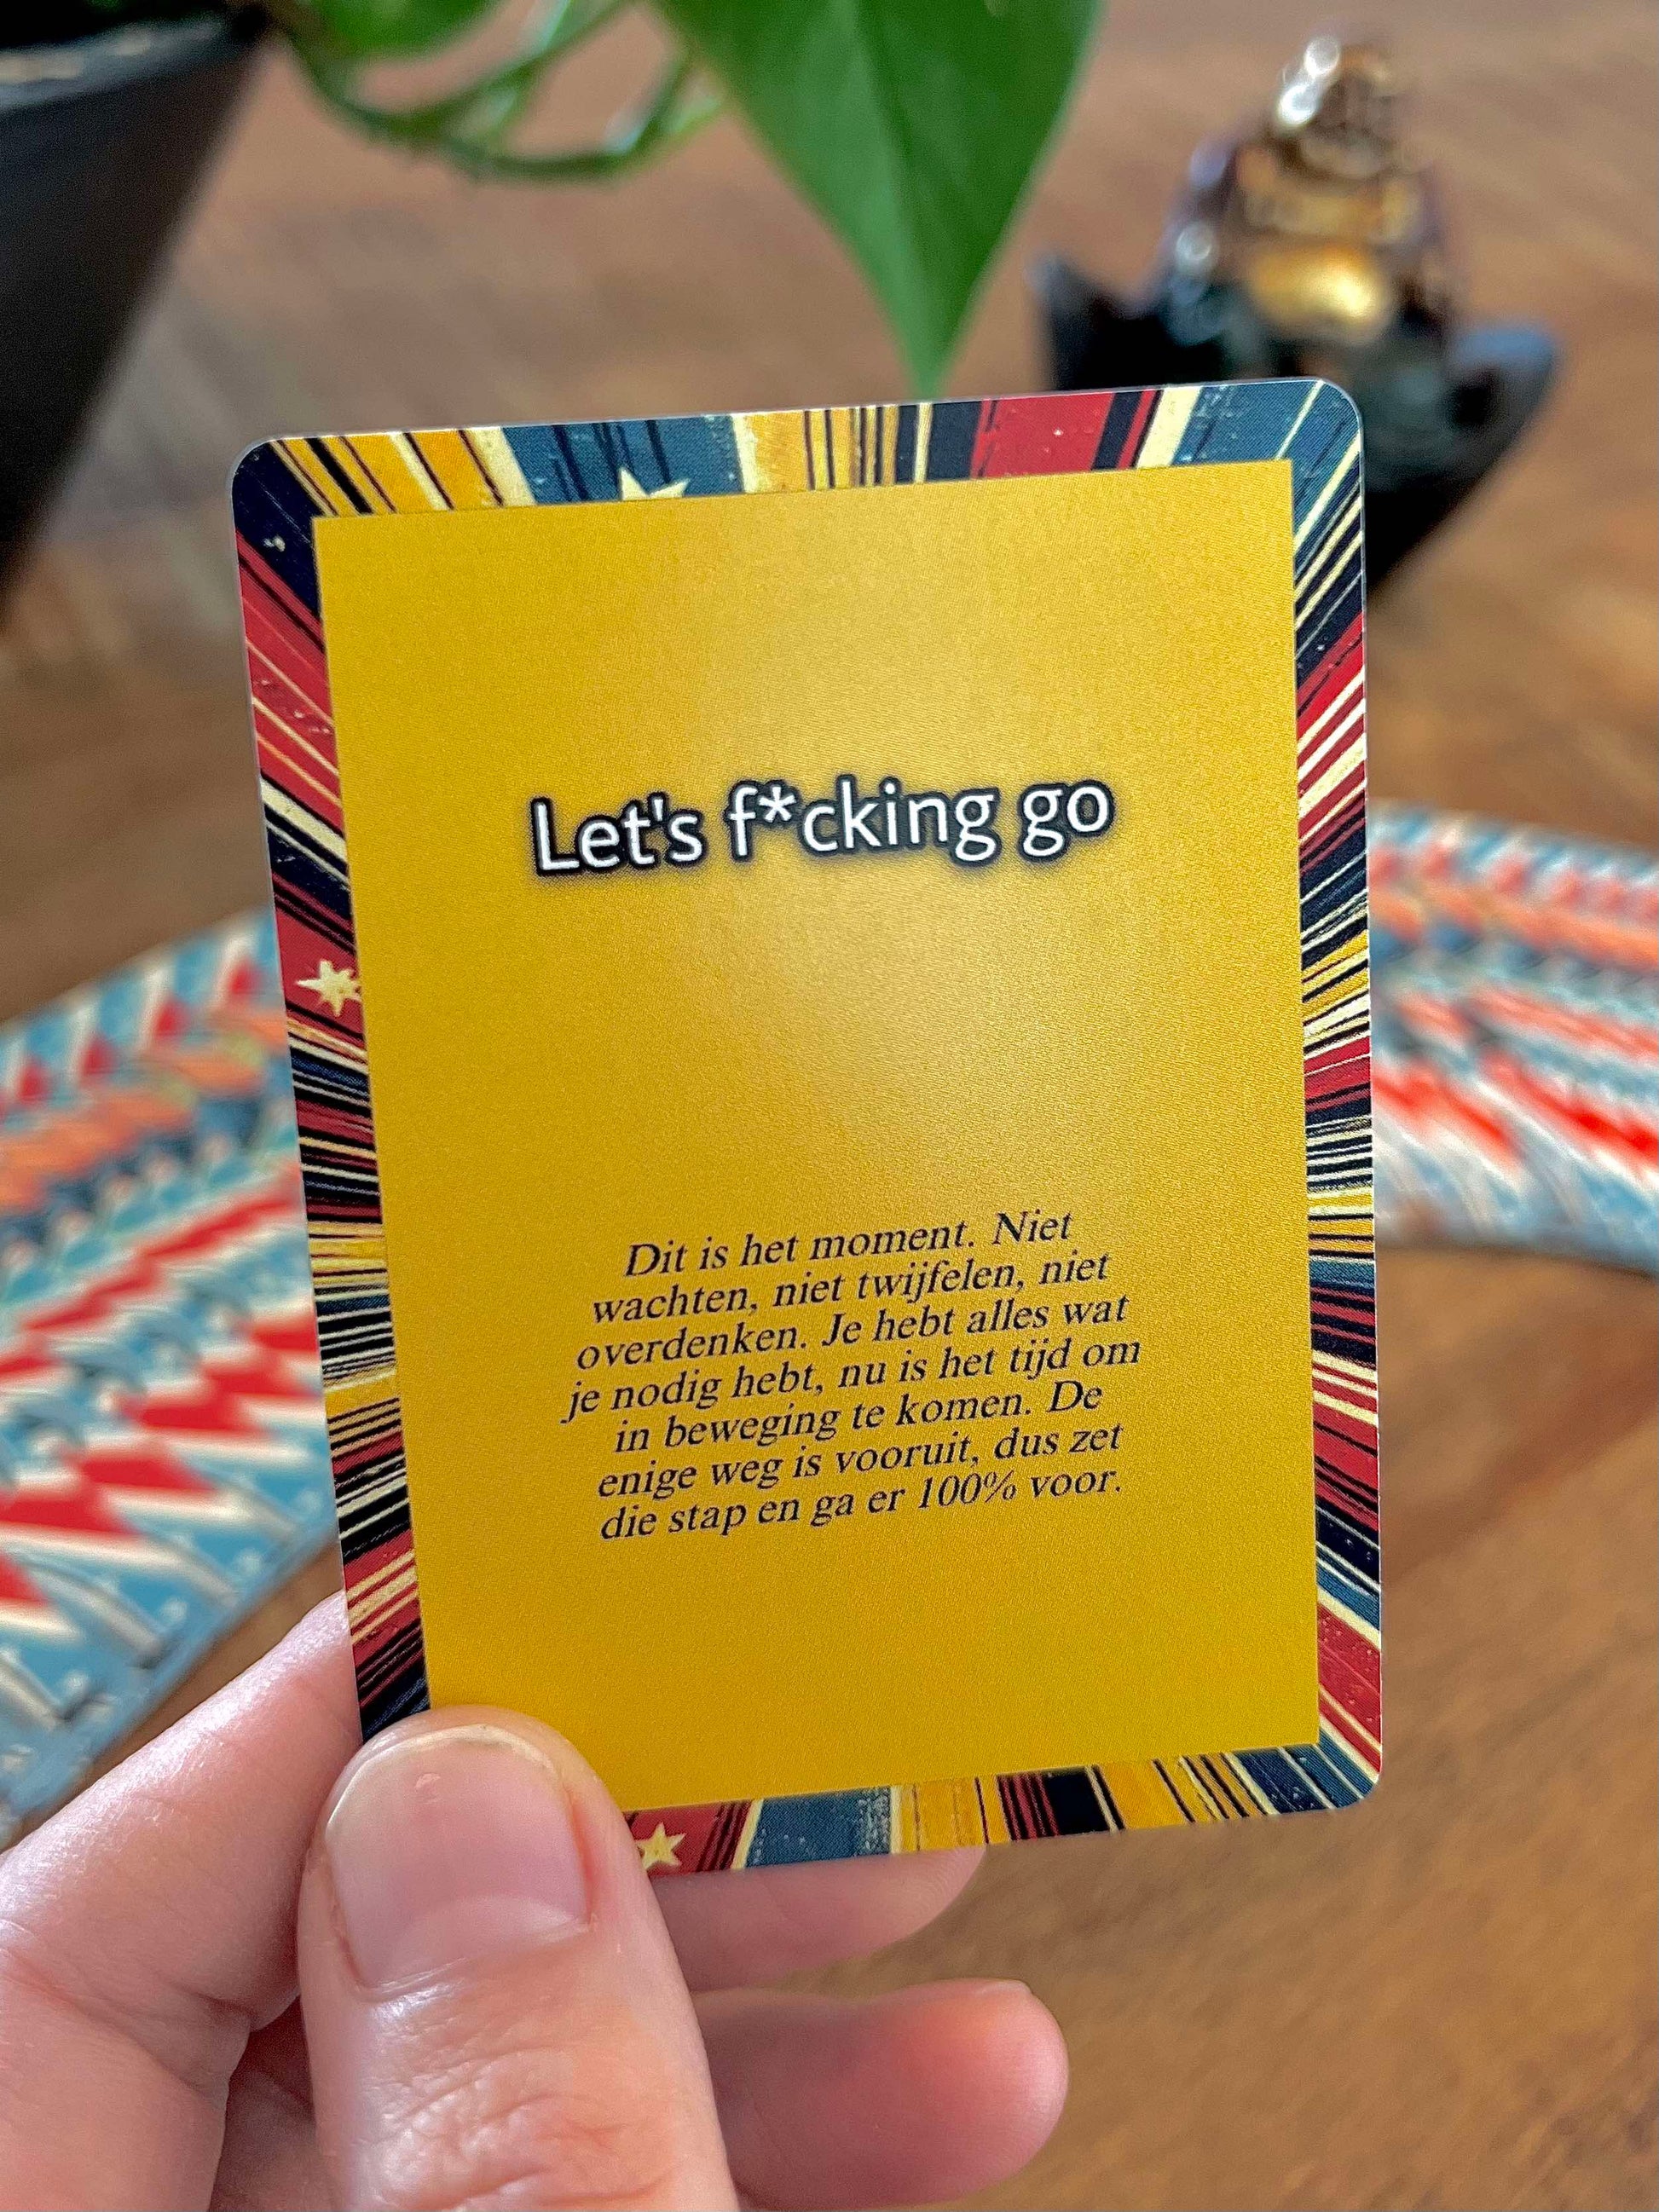 Let's f*cking go
Dit is het moment. Niet
wachten, niet twijfelen, niet
overdenken. Je hebt alles wat
je nodig hebt, nu is het tijd om
in beweging te komen. De
enige weg is vooruit, dus zet
die stap en ga er 100% voor.